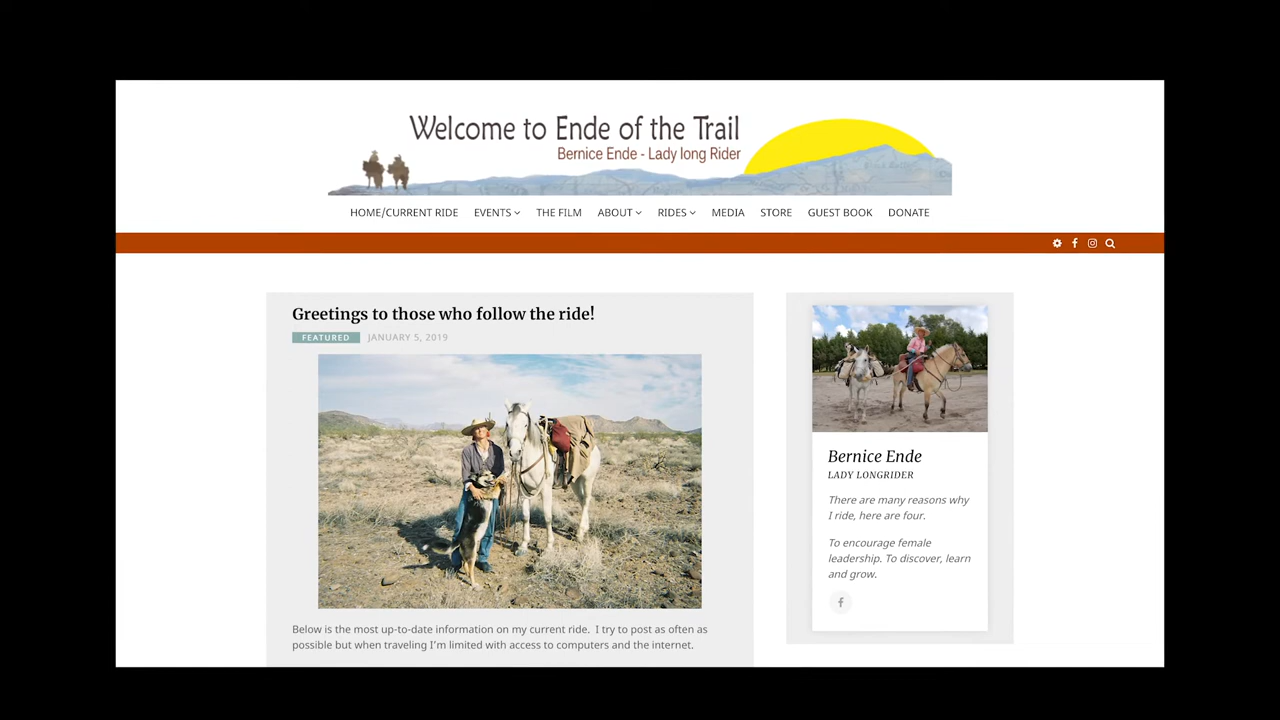 Welcome to Ende of the Trail
Bernice Ende - Lady long Rider
HOME/CURRENT RIDE EVENTS THE FILM ABOUT RIDES MEDIA STORE GUEST BOOK DONATE
Greetings to those who follow the ride!
FEATURED JANUARY 5, 2019
Below is the most up-to-date information on my current ride. I try to post as often as
possible but when traveling I'm limited with access to computers and the internet.
Bernice Ende
LADY LONGRIDER
There are many reasons why
I ride, here are four.
To encourage female
leadership. To discover, learn
and grow.